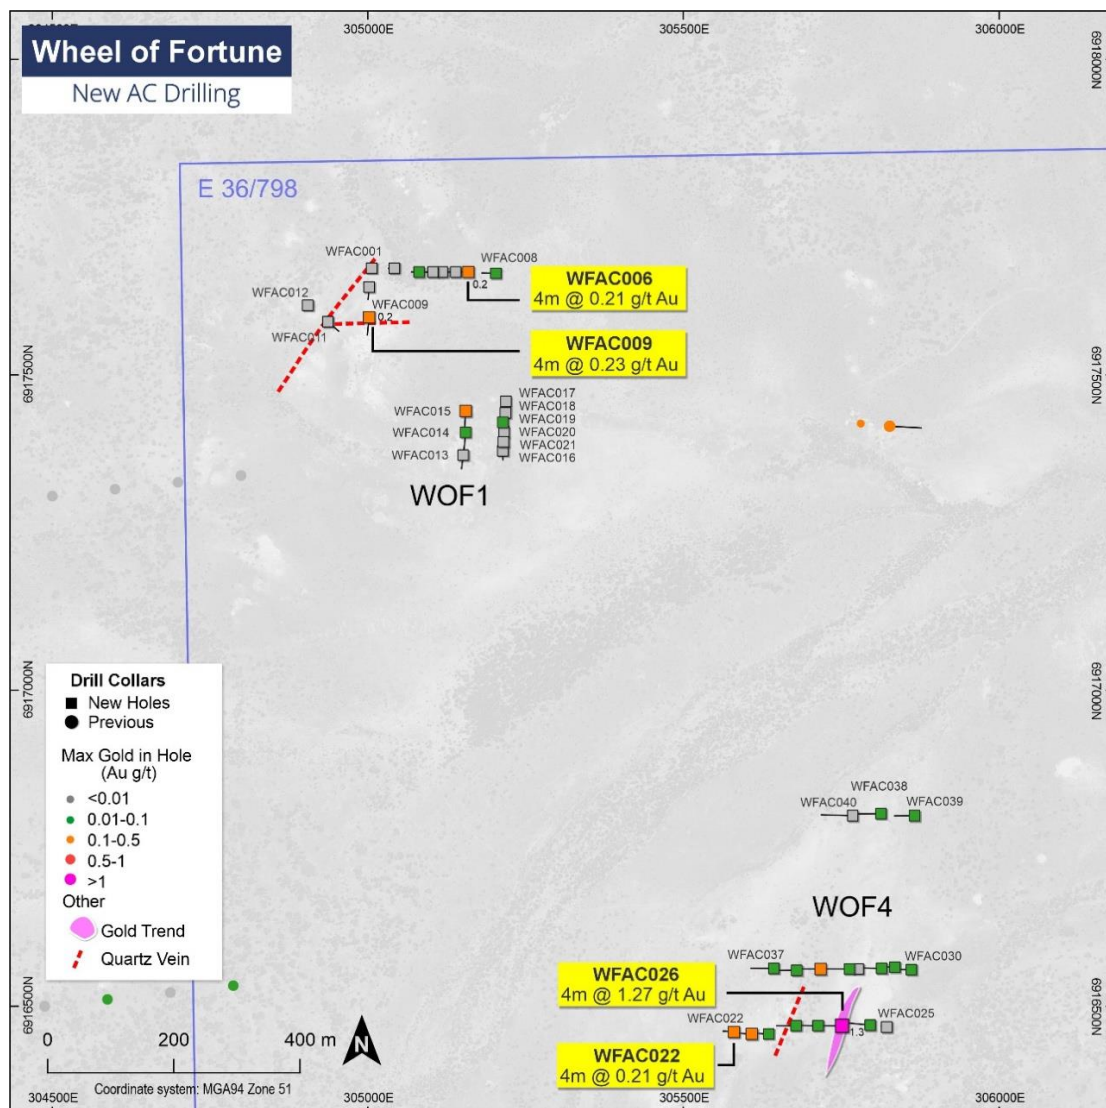 304500E 305000E 305500E 306000E
Wheel of Fortune
New AC Drilling
6918000N
E 36/798
WFAC001
WFAC008
WFAC006
4m @ 0.21 g/t Au
0.2
WFAC012
WFAC009
0.2
WFAC011
WFAC009
4m @ 0.23 g/t Au
6917500N
6917500N
WFAC017
WFAC018
WFAC015
WFAC019
WFAC014
WFAC020
WFAC021
WFAC013
WFAC016
WOF1
6917000N
6917000N
Drill Collars
New Holes
Previous
Max Gold in Hole
(Au g/t)
<0.01
0.01-0.1
0.1-0.5
0.5-1
>1
Other
Gold Trend
Quartz Vein
WFAC038
WFAC040
WFAC039
WOF4
WFAC037
WFAC030
WFAC026
4m @ 1.27 g/t Au
WFAC022
WFAC025
1.3
WFAC022
4m @ 0.21 g/t Au
6916500N
6916500N
0 200 400 m
N
Coordinate system: MGA94 Zone 51
304500E 305000E 305500E 306000E